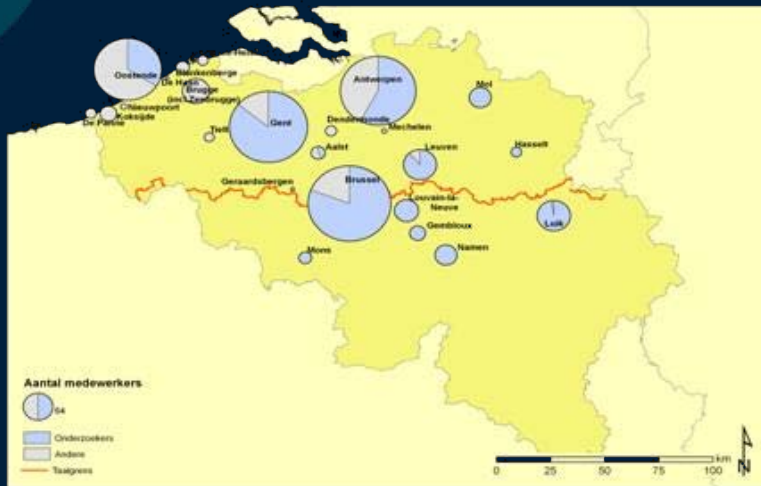 Oostende
De Haan
Blankenberge
Brugge
(incl Zeebrugge)
Nieuwpoort
Koksijde
De Panne
Tielt
Gent
Antwerpen
Dendermonde
Mechelen
Mol
Aalst
Leuven
Hasselt
Geraardsbergen
Brussel
Louvain-la-
Neuve
Gembloux
Luik
Mons
Namen
Aantal medewerkers
64
Onderzoekers
Andere
Taalgrens
km
0 25 50 75 100
N